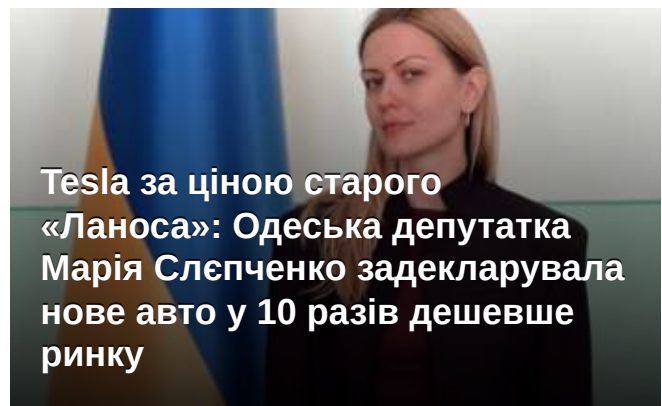 Tesla за ціною старого
«Ланоса»: Одеська депутатка
Марія Слєпченко задекларувала
нове авто у 10 разів дешевше
ринку